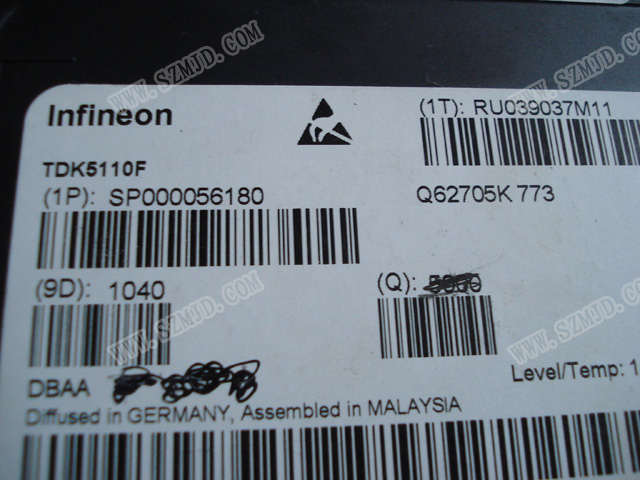 Infineon
(1T): RU039037M11
TDK5110F
(1P): SP000056180
Q62705K 773
(9D): 1040
(Q): 5000
DBAA
Level/Temp: 1
Diffused in GERMANY, Assembled in MALAYSIA
WWW.SZMJD.COM
WWW.SZMJD.COM
WWW.SZMJD.COM
WWW.SZMJD.COM